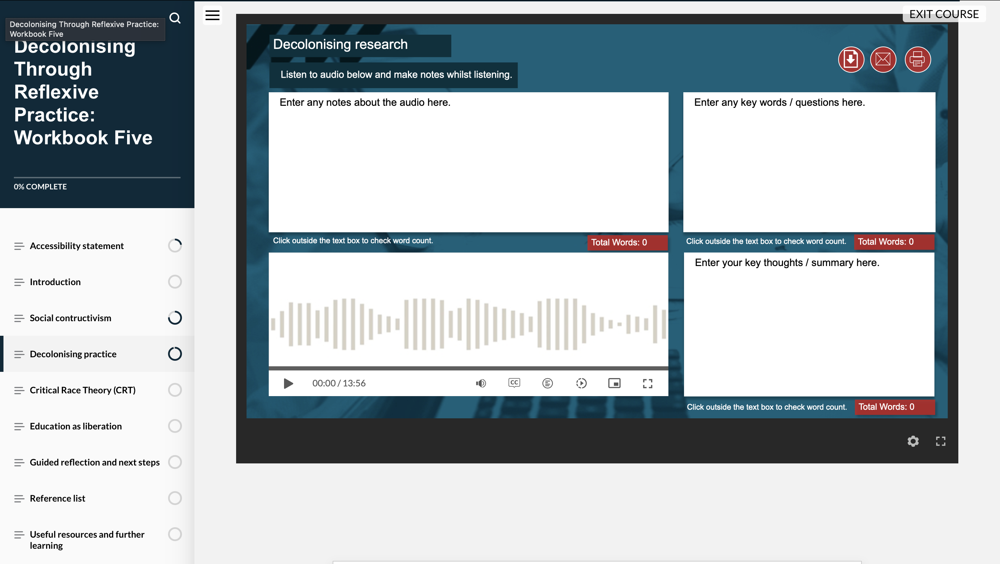 Decolonising Through Reflexive Practice:
Workbook Five
Decolonising
Through
Reflexive
Practice:
Workbook Five
0% COMPLETE
Accessibility statement
Introduction
Social contructivism
Decolonising practice
Critical Race Theory (CRT)
Education as liberation
Guided reflection and next steps
Reference list
Useful resources and further
learning
EXIT COURSE
Decolonising research
Listen to audio below and make notes whilst listening.
Enter any notes about the audio here.
Click outside the text box to check word count.
Total Words: 0
Enter any key words / questions here.
Click outside the text box to check word count.
Total Words: 0
00:00 / 13:56
CC
Enter your key thoughts / summary here.
Click outside the text box to check word count.
Total Words: 0